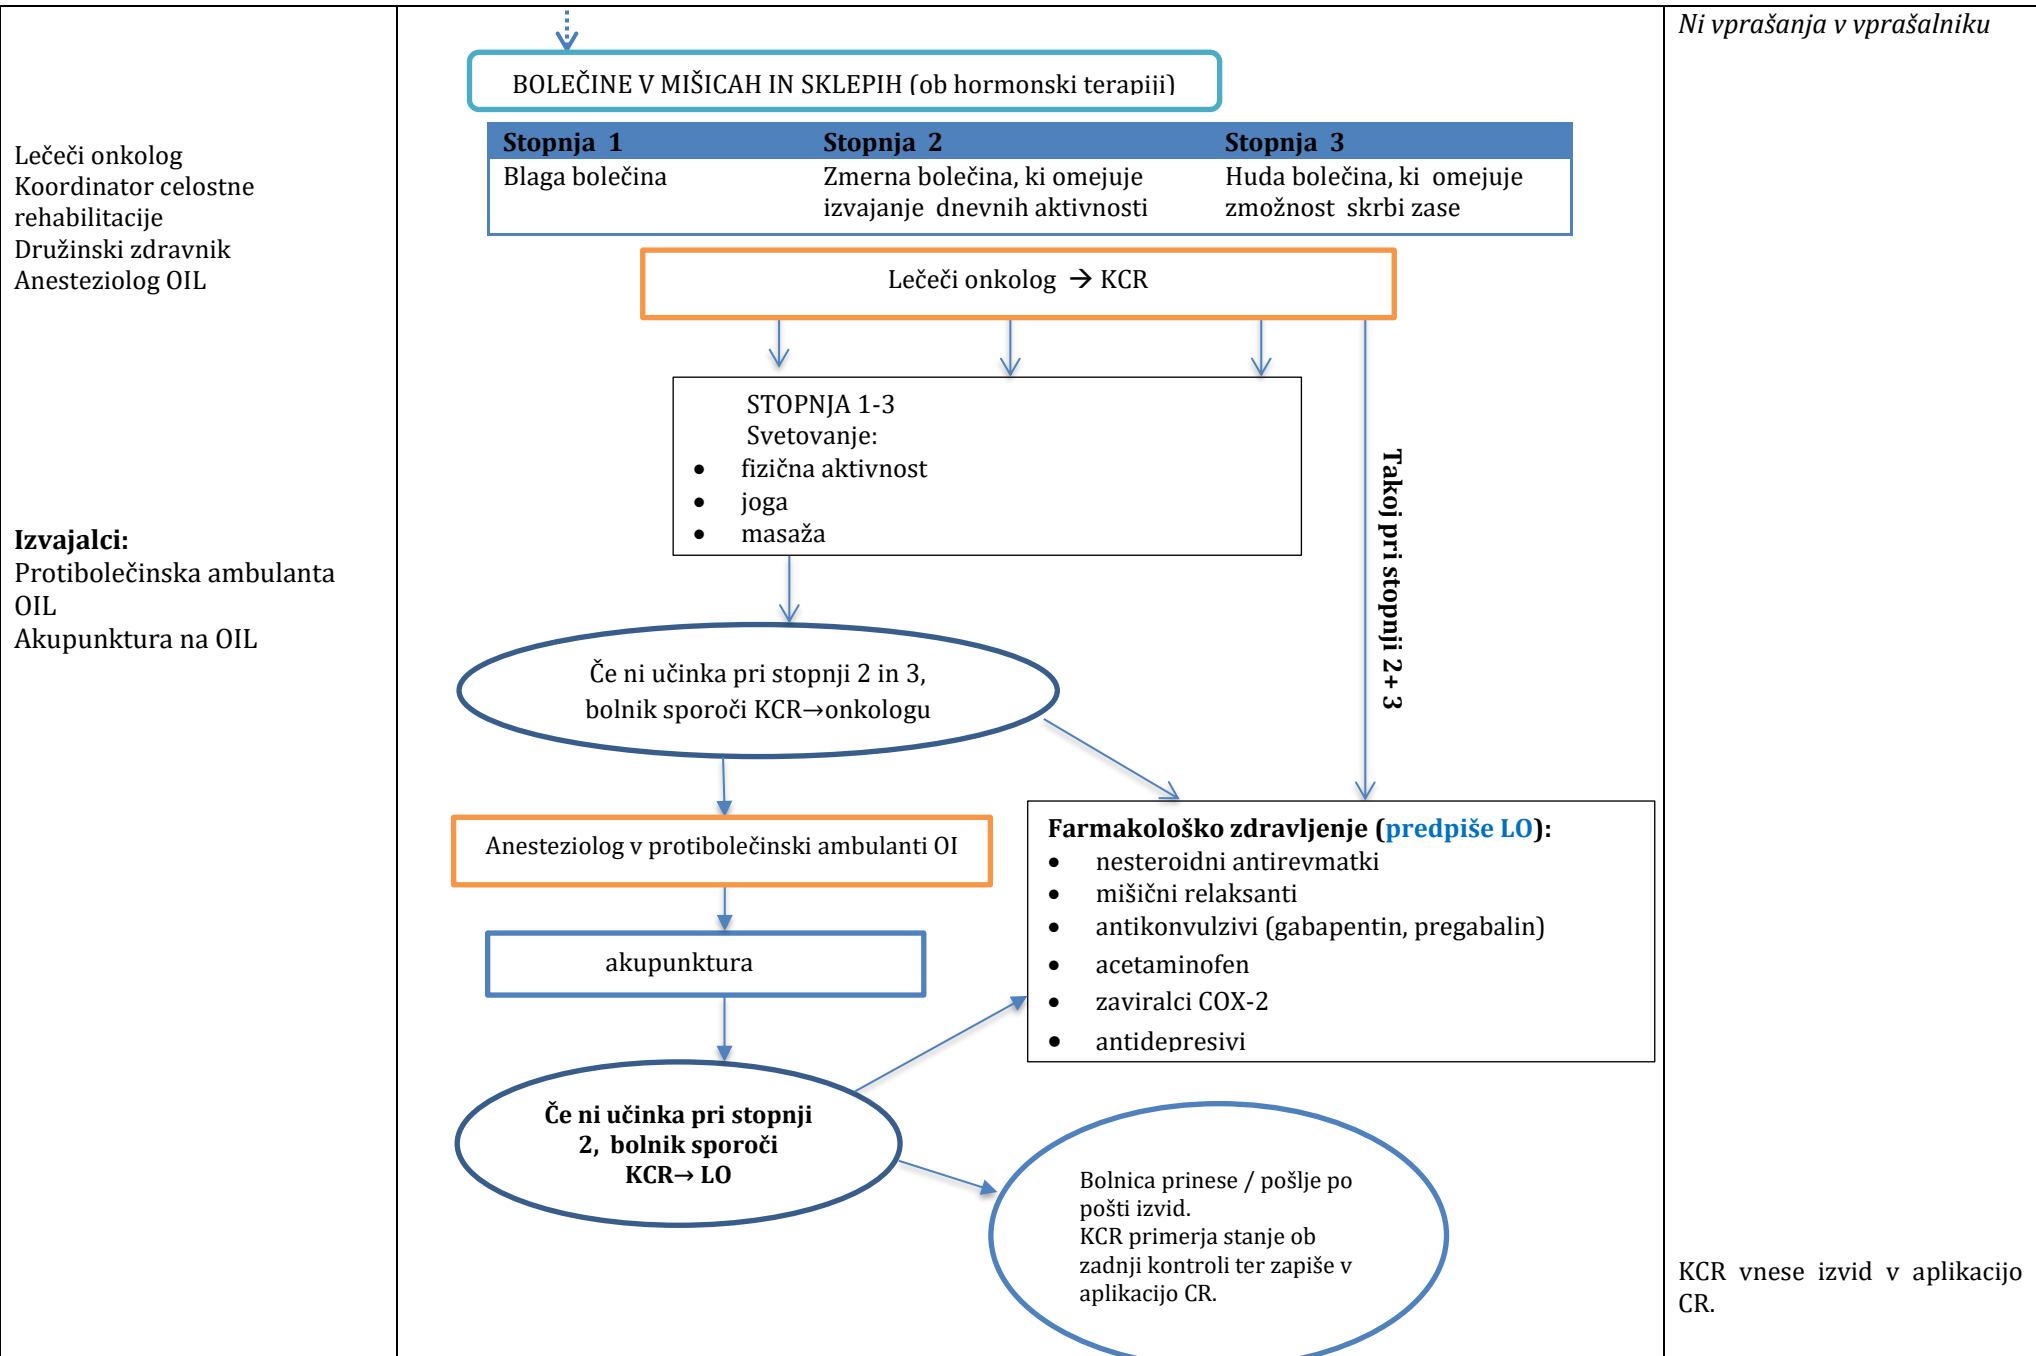 Lečeči onkolog
Koordinator celostne
rehabilitacije
Družinski zdravnik
Anesteziolog OIL
Izvajalci:
Protibolečinska ambulanta
OIL
Akupunktura na OIL
BOLEČINE V MIŠICAH IN SKLEPIH (ob hormonski terapiji)
Stopnja 1 Stopnja 2 Stopnja 3
Blaga bolečina Zmerna bolečina, ki omejuje Huda bolečina, ki omejuje
izvajanje dnevnih aktivnosti zmožnost skrbi zase
Lečeči onkolog → KCR
STOPNJA 1-3
Svetovanje:
• fizična aktivnost
• joga
• masaža
Takoj pri stopnji 2+ 3
Če ni učinka pri stopnji 2 in 3,
bolnik sporoči KCR→onkologu
Anesteziolog v protibolečinski ambulanti OI
akupunktura
Farmakološko zdravljenje (predpiše LO):
• nesteroidni antirevmatki
• mišični relaksanti
• antikonvulzivi (gabapentin, pregabalin)
• acetaminofen
• zaviralci COX-2
• antidepresivi
Če ni učinka pri stopnji
2, bolnik sporoči
KCR→ LO
Bolnica prinese / pošlje po
pošti izvid.
KCR primerja stanje ob
zadnji kontroli ter zapiše v
aplikacijo CR.
Ni vprašanja v vprašalniku
KCR vnese izvid v aplikacijo
CR.